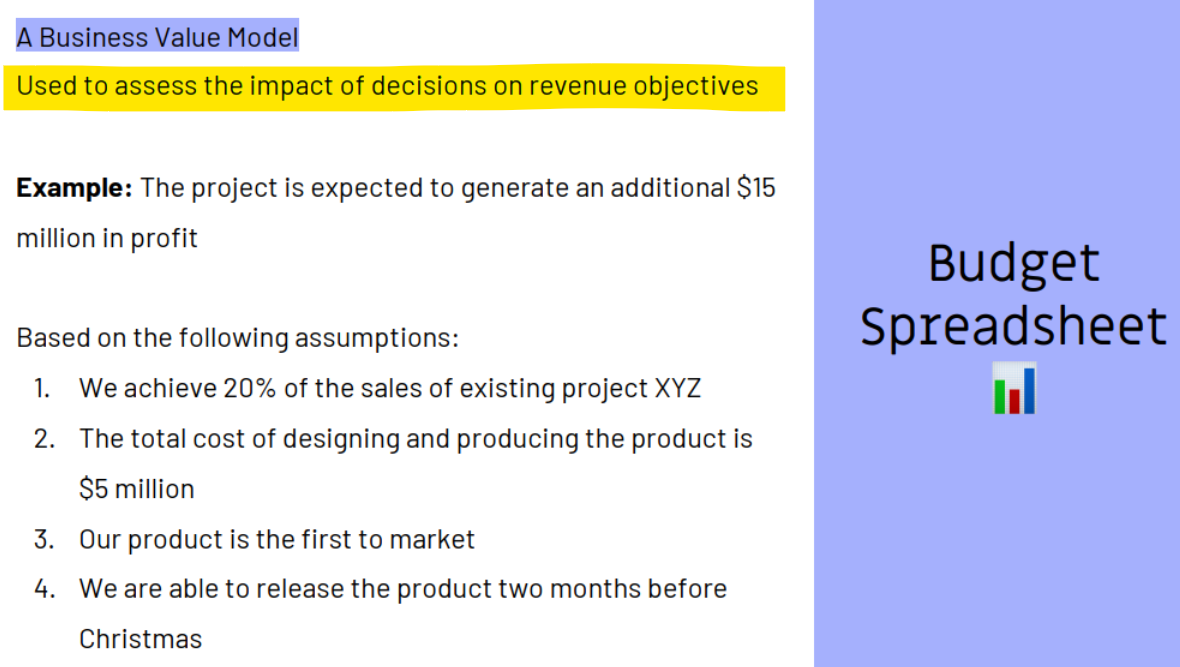 A Business Value Model
Used to assess the impact of decisions on revenue objectives
Example: The project is expected to generate an additional $15
million in profit
Based on the following assumptions:
1. We achieve 20% of the sales of existing project XYZ
2. The total cost of designing and producing the product is
$5 million
3. Our product is the first to market
4. We are able to release the product two months before
Christmas
Budget
Spreadsheet